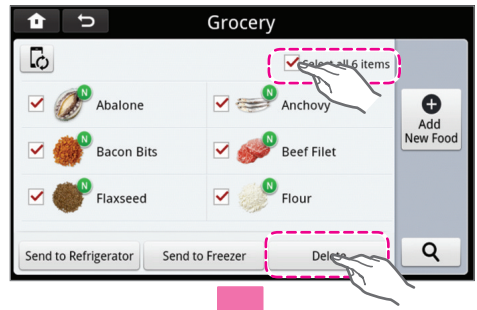 Grocery
Select all 6 items
N
Abalone
N
Anchovy
N
Bacon Bits
N
Beef Filet
N
Flaxseed
N
Flour
Add
New Food
Send to Refrigerator
Send to Freezer
Delete